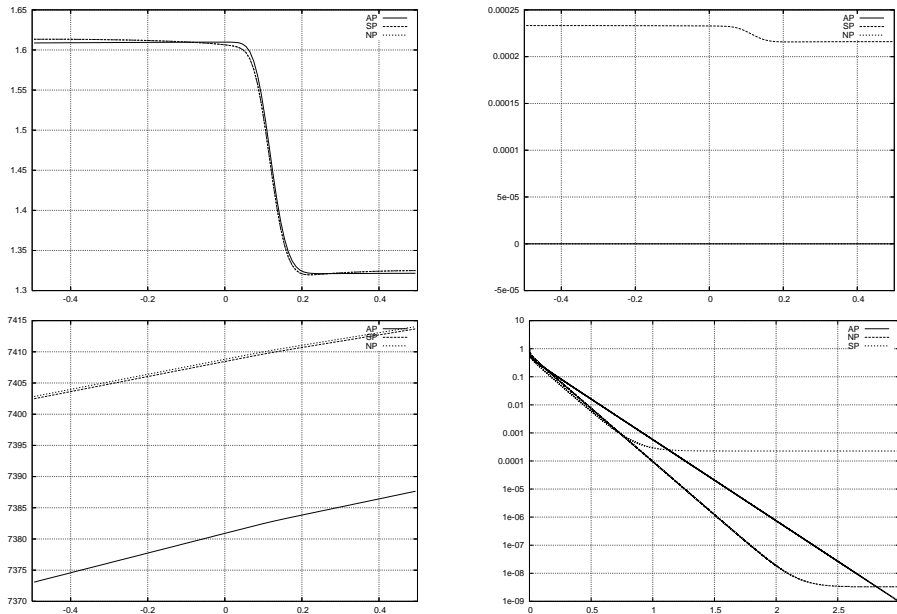 1.65
1.6
1.55
1.5
1.45
1.4
1.35
1.3
-0.4
-0.2
0
0.2
0.4
AP
SP
NP
0.00025
0.0002
0.00015
0.0001
5e-05
0
-5e-05
-0.4
-0.2
0
0.2
0.4
AP
SP
NP
7415
7410
7405
7400
7395
7390
7385
7380
7375
7370
-0.4
-0.2
0
0.2
0.4
AP
SP
NP
10
1
0.1
0.01
0.001
0.0001
1e-05
1e-06
1e-07
1e-08
1e-09
0
0.5
1
1.5
2
2.5
AP
NP
SP